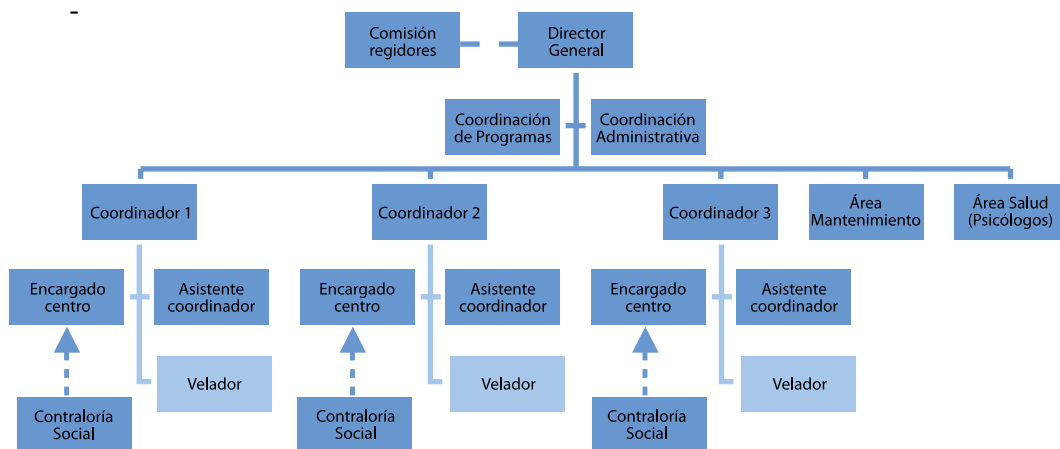 -
Comisión
regidores
Director
General
Coordinación
de Programas
Coordinación
Administrativa
Coordinador 1
Coordinador 2
Coordinador 3
Área
Mantenimiento
Área Salud
(Psicólogos)
Encargado
centro
Asistente
coordinador
Encargado
centro
Asistente
coordinador
Encargado
centro
Asistente
coordinador
Velador
Velador
Velador
Contraloría
Social
Contraloría
Social
Contraloría
Social